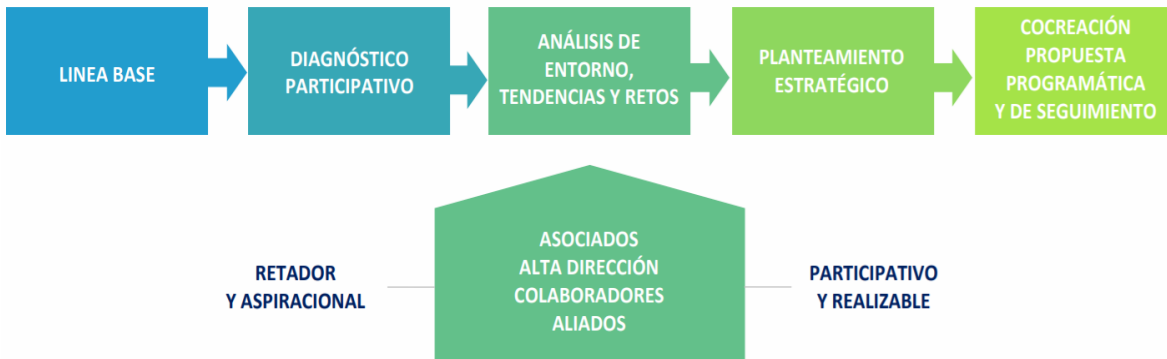 LINEA BASE
DIAGNÓSTICO
PARTICIPATIVO
ANÁLISIS DE
ENTORNO,
TENDENCIAS Y RETOS
PLANTEAMIENTO
ESTRATÉGICO
COCREACIÓN
PROPUESTA
PROGRAMÁTICA
Y DE SEGUIMIENTO
RETADOR
Y ASPIRACIONAL
ASOCIADOS
ALTA DIRECCIÓN
COLABORADORES
ALIADOS
PARTICIPATIVO
Y REALIZABLE